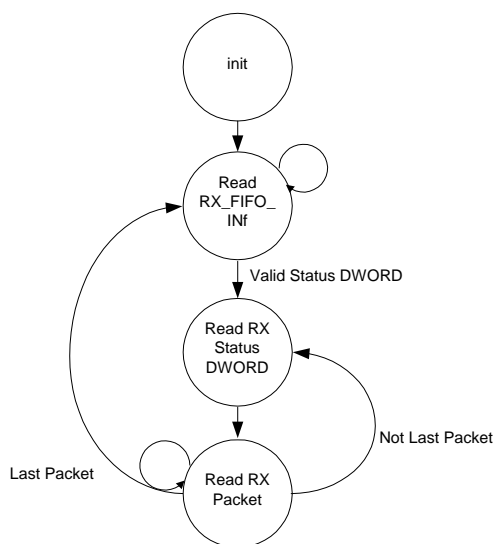 init
Read
RX_FIFO_
INf
Valid Status DWORD
Read RX
Status
DWORD
Not Last Packet
Last Packet
Read RX
Packet